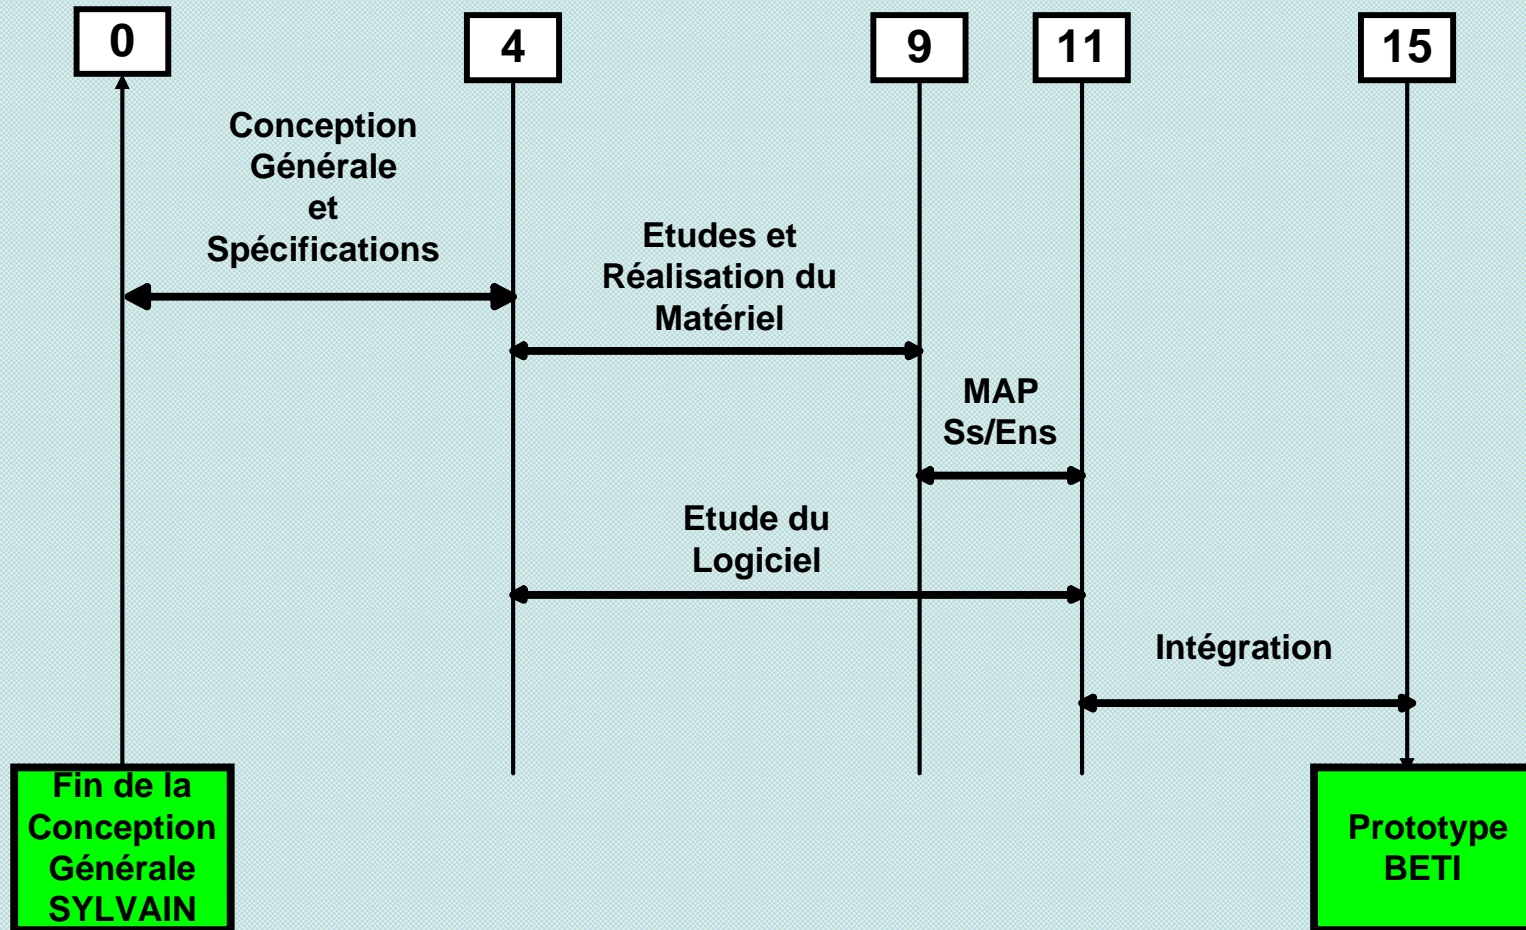 0
4
9
11
15
Conception
Générale
et
Spécifications
Etudes et
Réalisation du
Matériel
MAP
Ss/Ens
Etude du
Logiciel
Intégration
Fin de la
Conception
Générale
SYLVAIN
Prototype
BETI